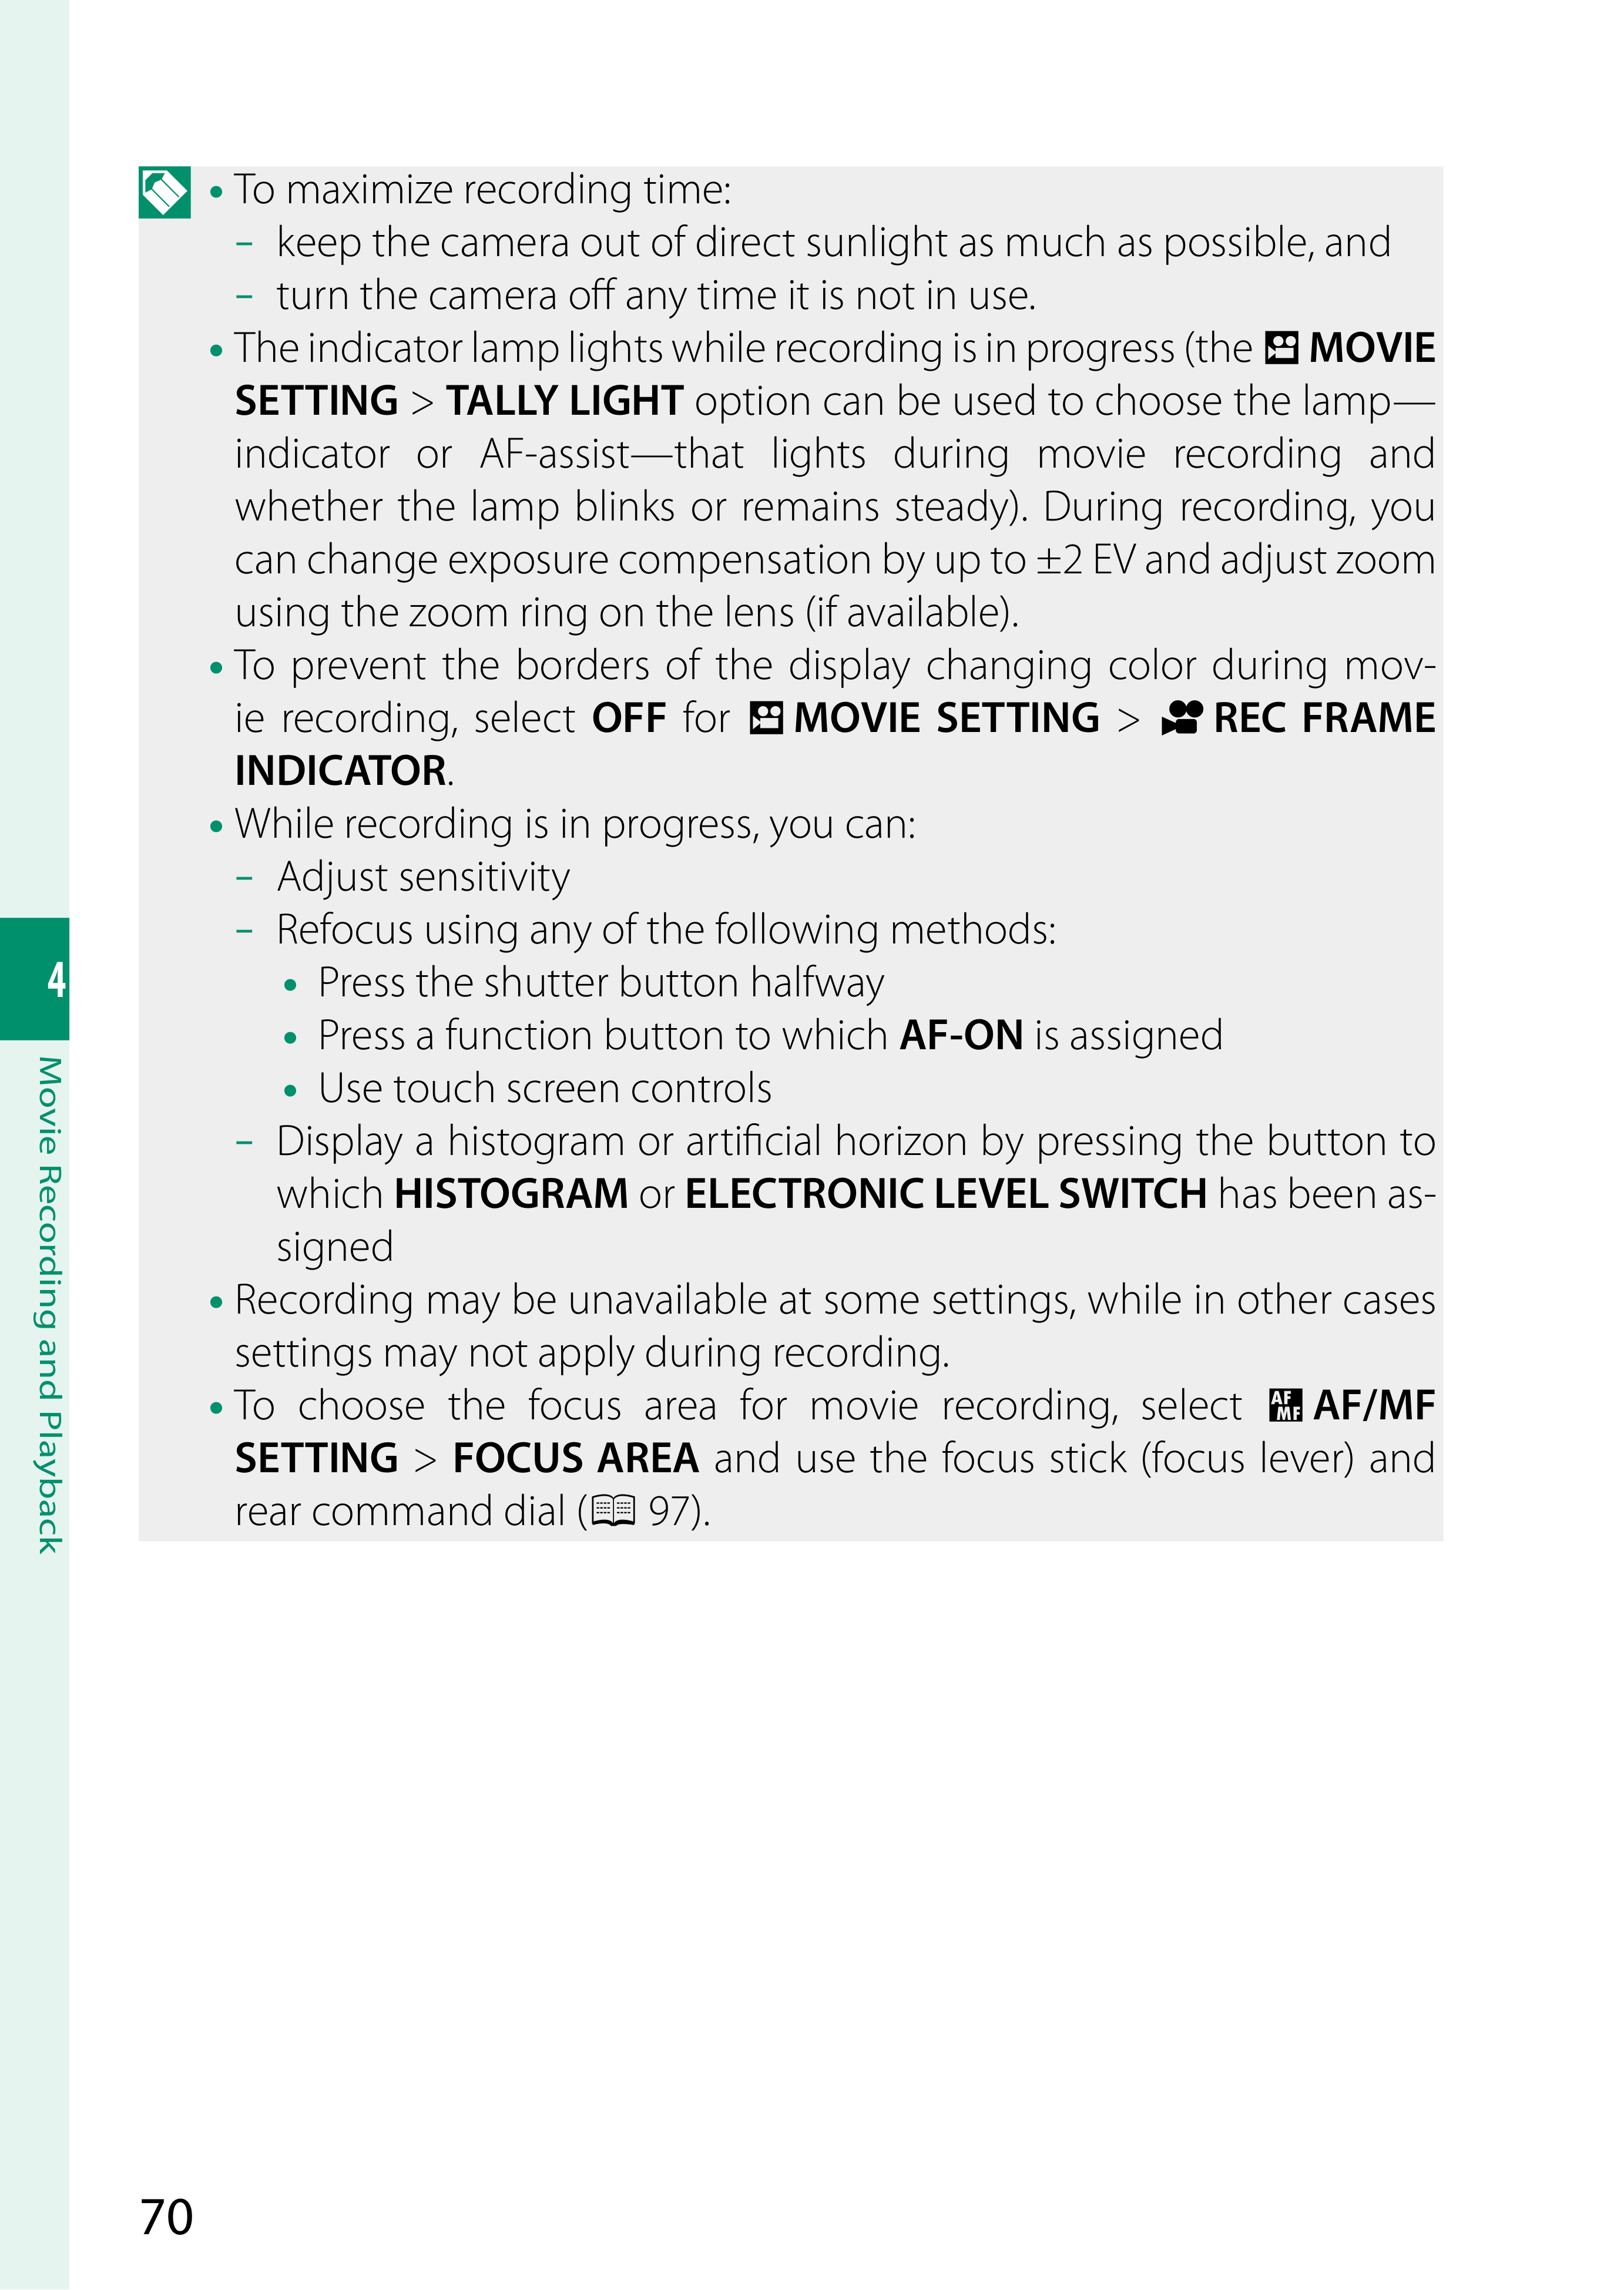 • To maximize recording time:
– keep the camera out of direct sunlight as much as possible, and
– turn the camera off any time it is not in use.
• The indicator lamp lights while recording is in progress (the MOVIE
SETTING > TALLY LIGHT option can be used to choose the lamp—
indicator or AF-assist—that lights during movie recording and
whether the lamp blinks or remains steady). During recording, you
can change exposure compensation by up to ±2 EV and adjust zoom
using the zoom ring on the lens (if available).
• To prevent the borders of the display changing color during mov-
ie recording, select OFF for MOVIE SETTING > REC FRAME
INDICATOR.
• While recording is in progress, you can:
– Adjust sensitivity
– Refocus using any of the following methods:
• Press the shutter button halfway
• Press a function button to which AF-ON is assigned
• Use touch screen controls
– Display a histogram or artificial horizon by pressing the button to
which HISTOGRAM or ELECTRONIC LEVEL SWITCH has been as-
signed
• Recording may be unavailable at some settings, while in other cases
settings may not apply during recording.
• To choose the focus area for movie recording, select AF MF AF/MF
SETTING > FOCUS AREA and use the focus stick (focus lever) and
rear command dial (97).
4
Movie Recording and Playback
70